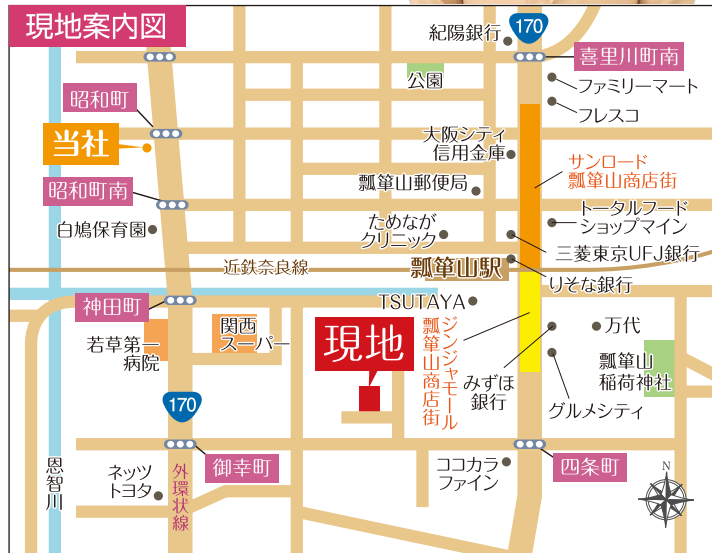 現地案内図
紀陽銀行
170
喜里川町南
公園
ファミリーマート
フレスコ
昭和町
当社
大阪シティ
信用金庫
サンロード
瓢箪山商店街
瓢箪山郵便局
昭和町南
白鳩保育園
ためなが
クリニック
トータルフード
ショップマイン
三菱東京UFJ銀行
近鉄奈良線
瓢箪山駅
りそな銀行
神田町
TSUTAYA
若草第一
病院
関西
スーパー
現地
ジンジャモール
瓢箪山商店街
みずほ
銀行
万代
瓢箪山
稲荷神社
グルメシティ
170
御幸町
四条町
恩智川
ネッツ
トヨタ
外環状線
ココカラ
ファイン
N